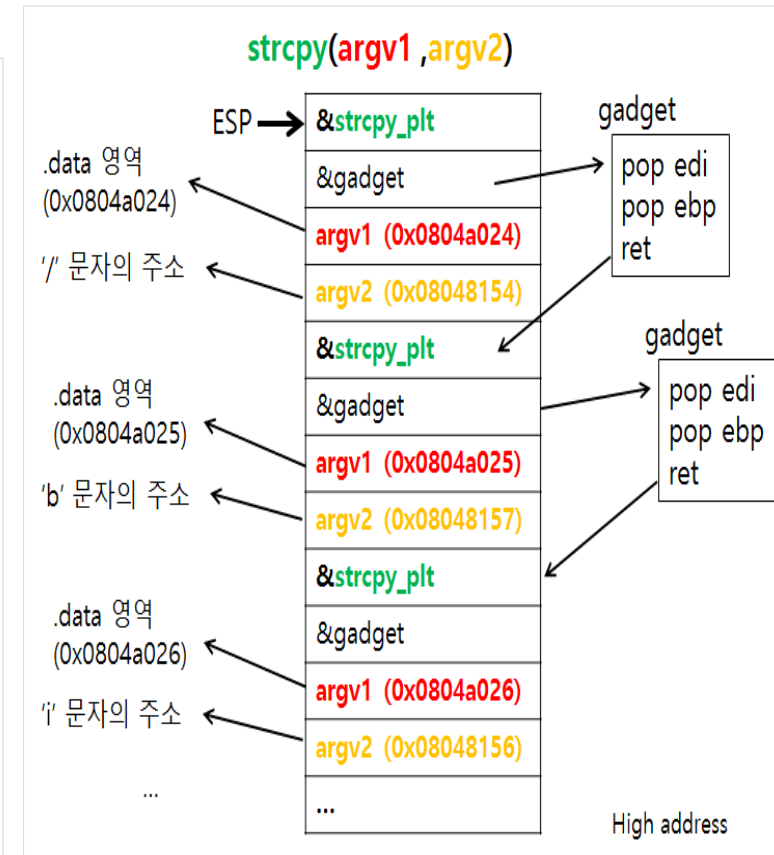 strcpy(argv1 ,argv2)
ESP
&strcpy_plt
&gadget
argv1 (0x0804a024)
argv2 (0x08048154)
&strcpy_plt
&gadget
argv1 (0x0804a025)
argv2 (0x08048157)
&strcpy_plt
&gadget
argv1 (0x0804a026)
argv2 (0x08048156)
...
.data 영역
(0x0804a024)
'/' 문자의 주소
.data 영역
(0x0804a025)
'b' 문자의 주소
.data 영역
(0x0804a026)
'i' 문자의 주소
...
gadget
pop edi
pop ebp
ret
gadget
pop edi
pop ebp
ret
High address